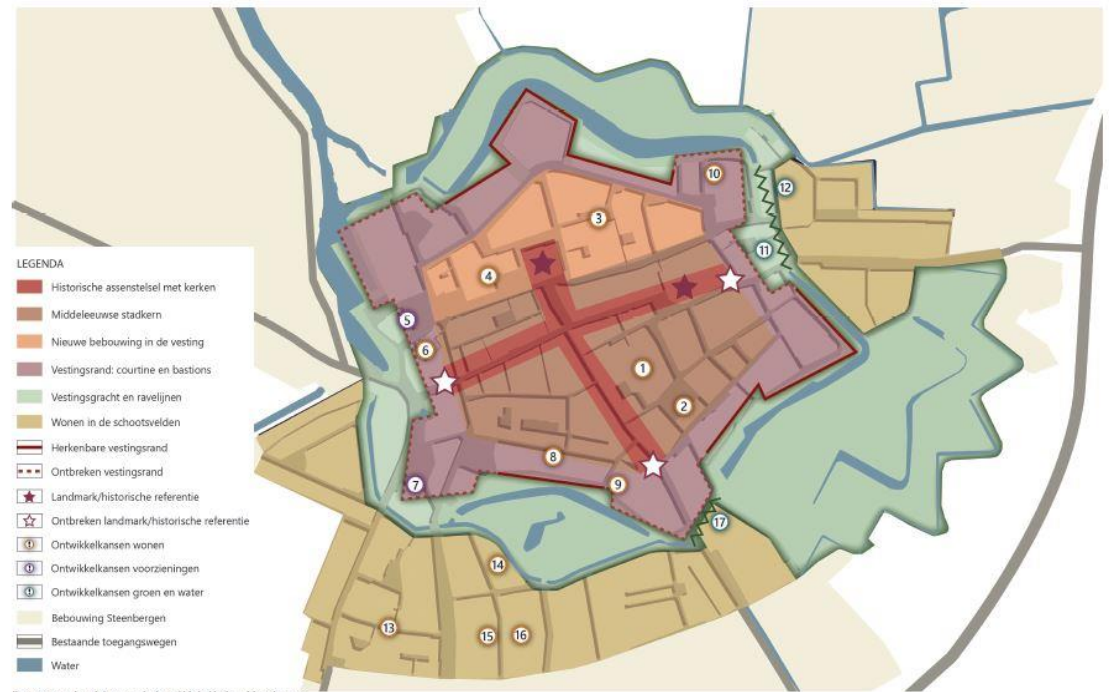 LEGENDA
Historische assenstelsel met kerken
Middeleeuwse stadkern
Nieuwe bebouwing in de vesting
Vestingsrand: courtine en bastions
Vestingsgracht en ravelijnen
Wonen in de schootsvelden
Herkenbare vestingsrand
Ontbreken vestingsrand
Landmark/historische referentie
Ontbreken landmark/historische referentie
Ontwikkelkansen wonen
Ontwikkelkansen voorzieningen
Ontwikkelkansen groen en water
Bebouwing Steenbergen
Bestaande toegangswegen
Water
10
12
3
11
4
5
6
1
2
8
7
9
17
14
13
15
16